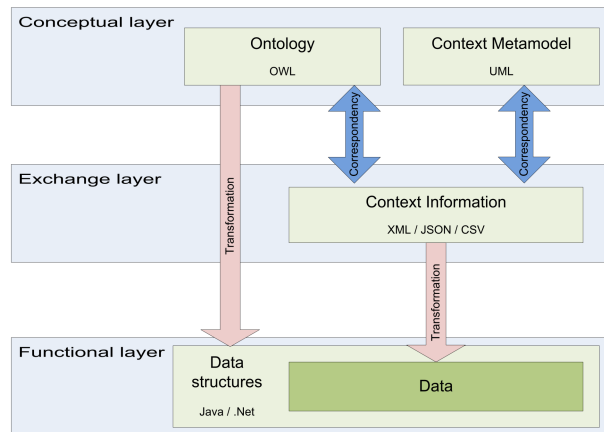 Conceptual layer
Ontology
OWL
Context Metamodel
UML
Correspondency
Correspondency
Transformation
Exchange layer
Context Information
XML / JSON / CSV
Transformation
Functional layer
Data
structures
Java / .Net
Data